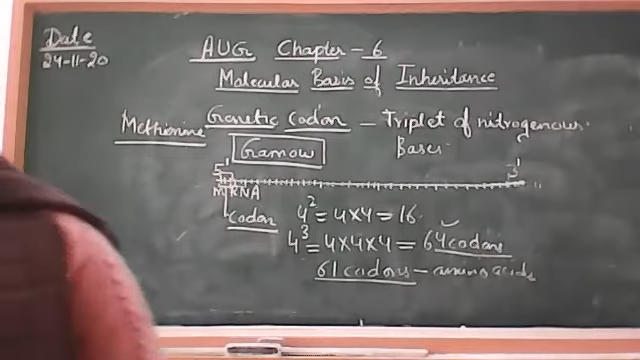 Date
24-11-20
AUG Chapter - 6
Molecular Basis of Inheritance
Methionine Genetic Codon - Triplet of nitrogenous
Bases
Gamow
5' 3'
mRNA
Codon 4² = 4×4 = 16
4³ = 4×4×4 = 64 codons
61 codons - amino acids